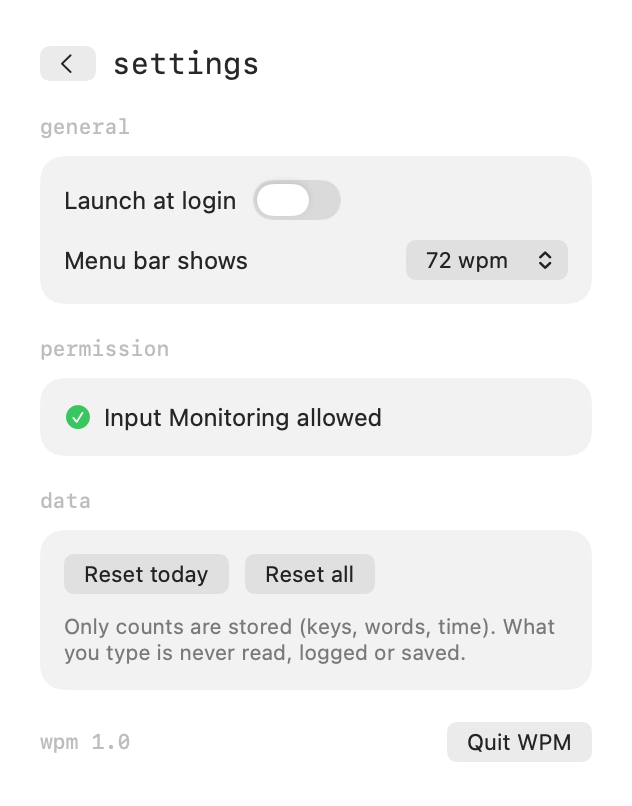 settings
general
Launch at login
Menu bar shows
72 wpm
permission
Input Monitoring allowed
data
Reset today
Reset all
Only counts are stored (keys, words, time). What
you type is never read, logged or saved.
wpm 1.0
Quit WPM